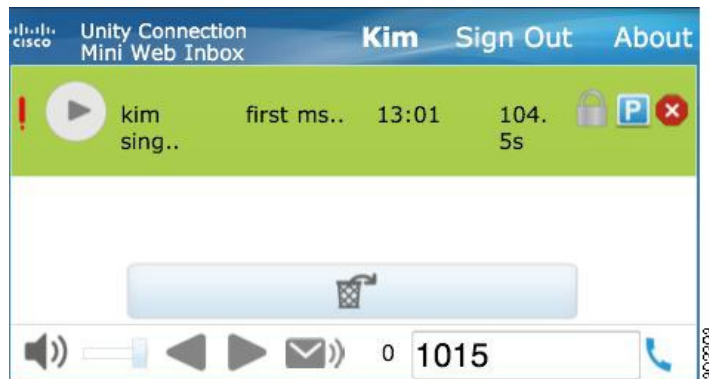 cisco
Unity Connection
Mini Web Inbox
Kim Sign Out About
! kim first ms.. 13:01 104. P
sing.. 5s
0 1015